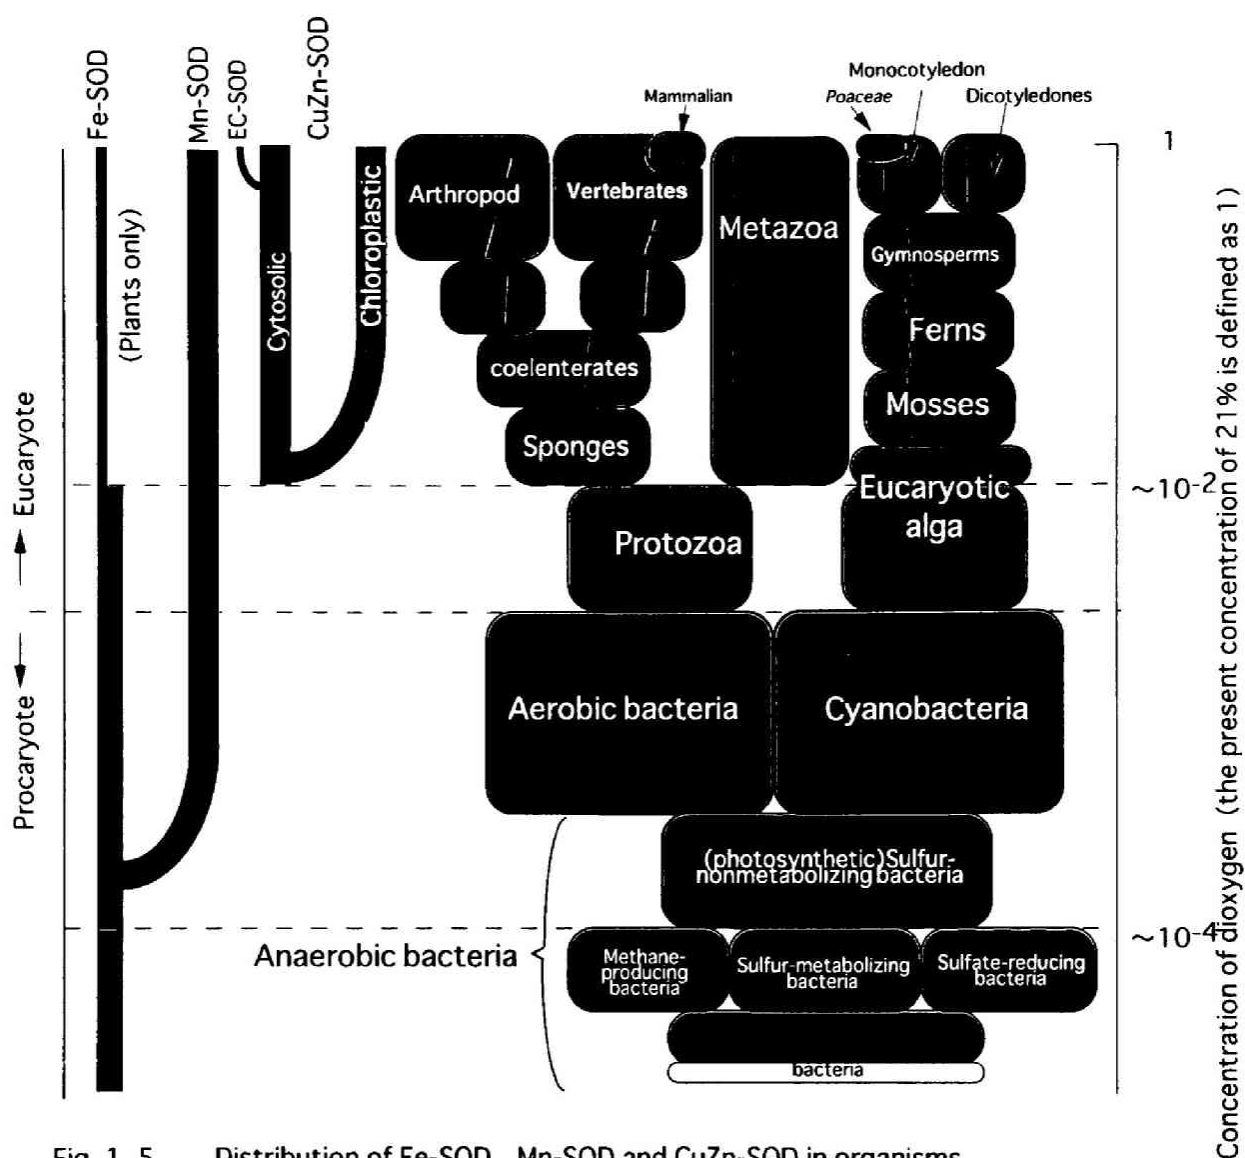 Fe-SOD
(Plants only)
Mn-SOD
EC-SOD
CuZn-SOD
Cytosolic
Chloroplastic
Mammalian
Monocotyledon
Poaceae
Dicotyledones
Arthropod
Vertebrates
Metazoa
Gymnosperms
Ferns
coelenterates
Mosses
Sponges
Eucaryotic
alga
Protozoa
Aerobic bacteria
Cyanobacteria
(photosynthetic)Sulfur-
nonmetabolizing bacteria
Anaerobic bacteria
Methane-
producing
bacteria
Sulfur-metabolizing
bacteria
Sulfate-reducing
bacteria
bacteria
Eucaryote
Procaryote
1
~10-2
~10-4
Concentration of dioxygen (the present concentration of 21% is defined as 1)
Fig. 1-5 Distribution of Fe-SOD, Mn-SOD and CuZn-SOD in organisms